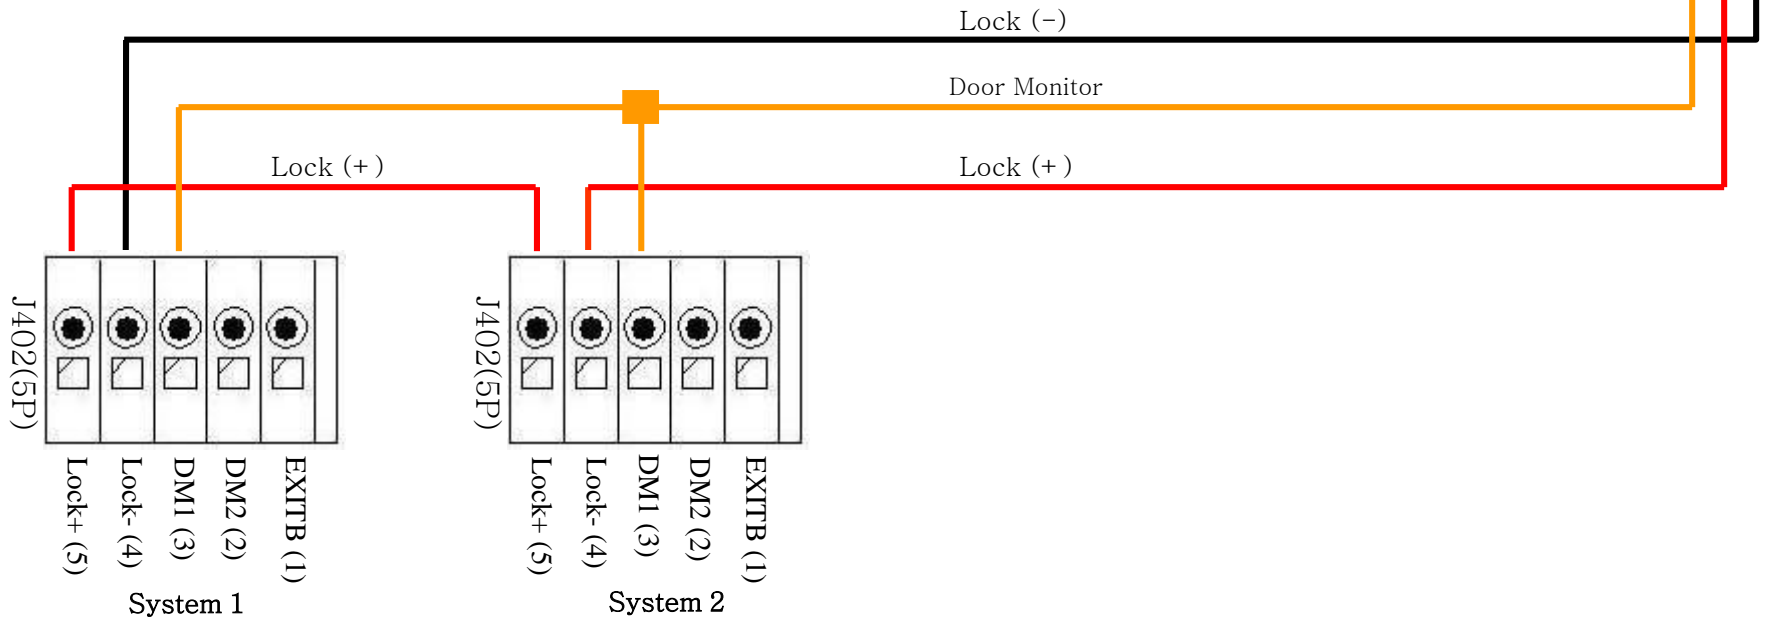 Lock (-)
Door Monitor
Lock (+)
Lock (+)
J402(5P)
J402(5P)
Lock+ (5)
Lock- (4)
DM1 (3)
DM2 (2)
EXITB (1)
Lock+ (5)
Lock- (4)
DM1 (3)
DM2 (2)
EXITB (1)
System 1
System 2